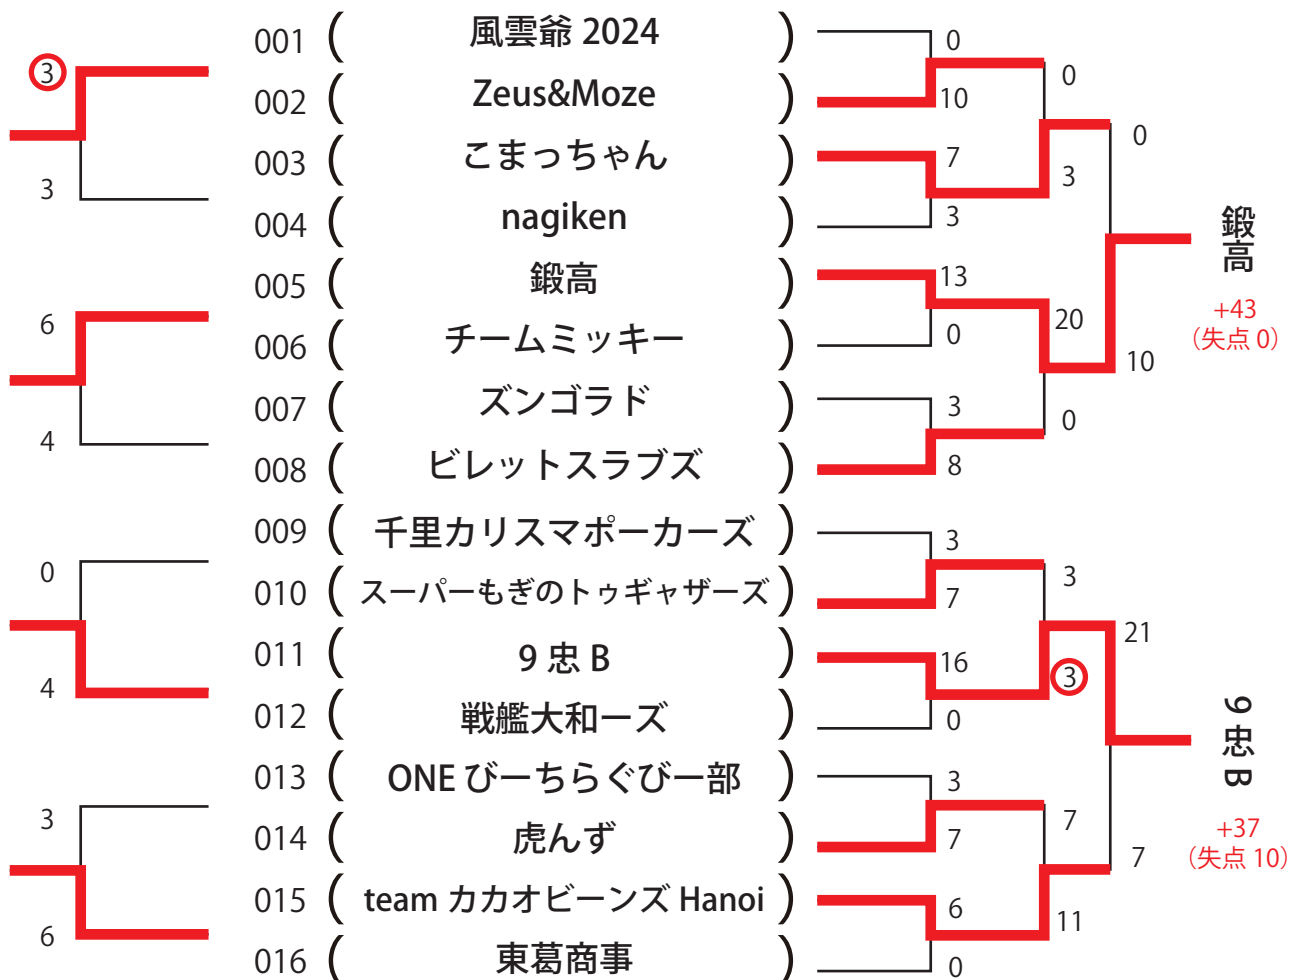 001 ( 風雲爺 2024 ) 0
3
002 ( Zeus&Moze ) 10
0
003 ( こまっちゃん ) 7
3
0
3
004 ( nagiken ) 3
005 ( 鍛高 ) 13
6
006 ( チームミッキー ) 0
20
10
007 ( ズンゴラド ) 3
4
0
008 ( ビレットスラブズ ) 8
鍛高
+43
(失点 0)
009 ( 千里カリスマポーカーズ ) 3
0
010 ( スーパーもぎのトゥギャザーズ ) 7
3
011 ( 9 忠 B ) 16
21
4
3
012 ( 戦艦大和ーズ ) 0
013 ( ONE びーちらぐびー部 ) 3
3
014 ( 虎んず ) 7
7
7
015 ( team カカオビーンズ Hanoi ) 6
6
11
016 ( 東葛商事 ) 0
9 忠 B
+37
(失点 10)